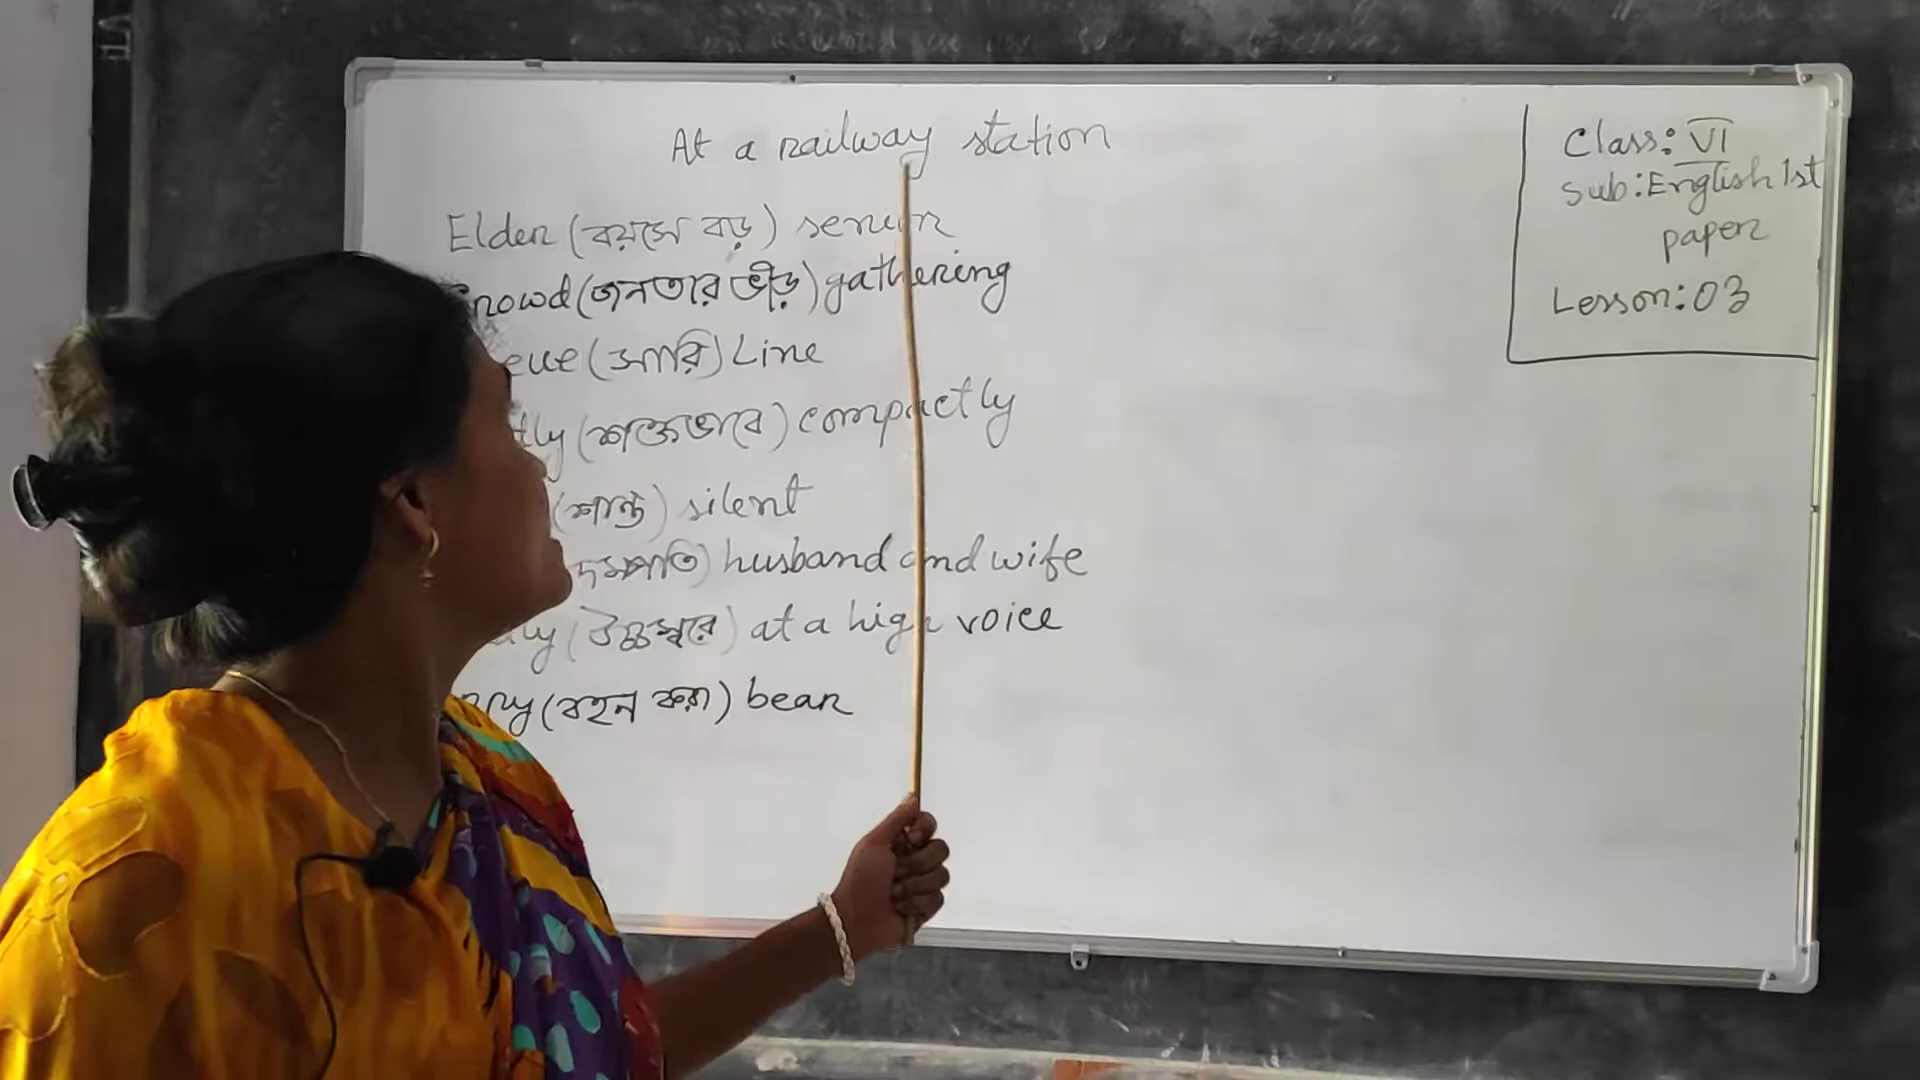 At a railway station
Elder (বয়সে বড়) senior
Crowd (জনতার ভীড়) gathering
eue (সারি) Line
tly (শক্তভাবে) compactly
(শান্ত) silent
দম্পতি) husband and wife
dly (উচ্চস্বরে) at a high voice
rry (বহন করা) bear
Class: VI
Sub: English 1st
paper
Lesson: 03